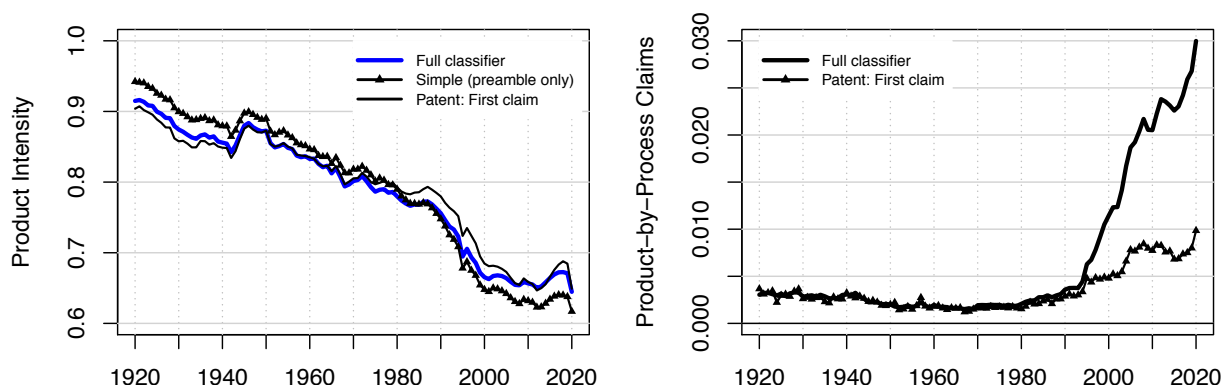 Product Intensity
1.0
0.9
0.8
0.7
0.6
Full classifier
Simple (preamble only)
Patent: First claim
1920 1940 1960 1980 2000 2020
Product−by−Process Claims
0.030
0.020
0.010
0.000
Full classifier
Patent: First claim
1920 1940 1960 1980 2000 2020